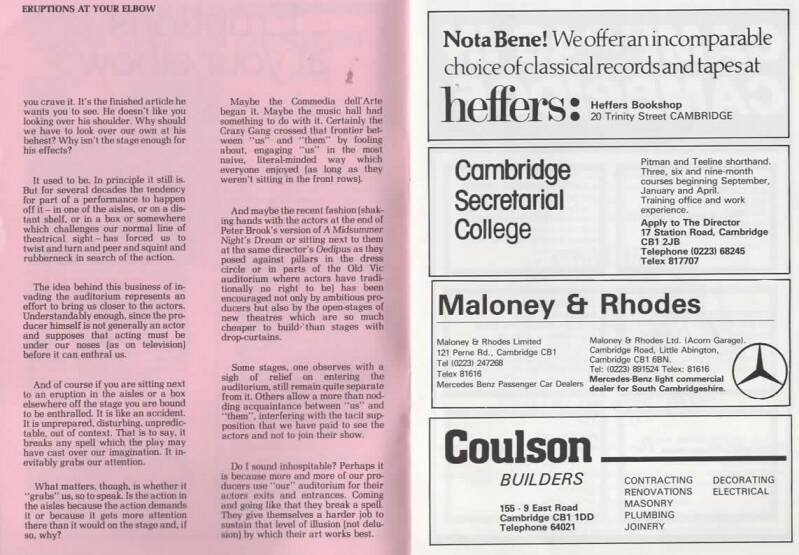 ERUPTIONS AT YOUR ELBOW
you crave it. It's the finished article he
wants you to see. He doesn't like you
looking over his shoulder. Why should
we have to look over our own at his
behest? Why isn't the stage enough for
his effects?
It used to be. In principle it still is.
But for several decades the tendency
for part of a performance to happen
off it – in one of the aisles, or on a dis-
tant shelf, or in a box or somewhere
which challenges our normal line of
theatrical sight – has forced us to
twist and turn and peer and squint and
rubberneck in search of the action.
The idea behind this business of in-
vading the auditorium represents an
effort to bring us closer to the actors.
Understandably enough, since the pro-
ducer himself is not generally an actor
and supposes that acting must be
under our noses (as on television)
before it can enthral us.
And of course if you are sitting next
to an eruption in the aisles or a box
elsewhere off the stage you are bound
to be enthralled. It is like an accident.
It is unprepared, disturbing, unpredic-
table, out of context. That is to say, it
breaks any spell which the play may
have cast over our imagination. It in-
evitably grabs our attention.
What matters, though, is whether it
"grabs" us, so to speak. Is the action in
the aisles because the action demands
it or because it gets more attention
there than it would on the stage and, if
so, why?
Maybe the Commedia dell'Arte
began it. Maybe the music hall had
something to do with it. Certainly the
Crazy Gang crossed that frontier bet-
ween "us" and "them" by fooling
about, engaging "us" in the most
naive, literal-minded way which
everyone enjoyed (as long as they
weren't sitting in the front rows).
And maybe the recent fashion (shak-
ing hands with the actors at the end of
Peter Brook's version of A Midsummer
Night's Dream or sitting next to them
at the same director's Oedipus as they
posed against pillars in the dress
circle or in parts of the Old Vic
auditorium where actors have tradi-
tionally no right to be) has been
encouraged not only by ambitious pro-
ducers but also by the open-stages of
new theatres which are so much
cheaper to build than stages with
drop-curtains.
Some stages, one observes with a
sigh of relief on entering the
auditorium, still remain quite separate
from it. Others allow a more than nod-
ding acquaintance between "us" and
"them", interfering with the tacit sup-
position that we have paid to see the
actors and not to join their show.
Do I sound inhospitable? Perhaps it
is because more and more of our pro-
ducers use "our" auditorium for their
actors exits and entrances. Coming
and going like that they break a spell.
They give themselves a harder job to
sustain that level of illusion (not delu-
sion) by which their art works best.
Nota Bene! We offer an incomparable
choice of classical records and tapes at
heffers:
Heffers Bookshop
20 Trinity Street CAMBRIDGE
Cambridge
Secretarial
College
Pitman and Teeline shorthand.
Three, six and nine-month
courses beginning September,
January and April.
Training office and work
experience.
Apply to The Director
17 Station Road, Cambridge
CB1 2JB
Telephone (0223) 68245
Telex 817707
Maloney & Rhodes
Maloney & Rhodes Limited
121 Perne Rd., Cambridge CB1
Tel (0223) 247268
Telex 81616
Mercedes Benz Passenger Car Dealers
Maloney & Rhodes Ltd. (Acorn Garage).
Cambridge Road, Little Abington,
Cambridge CB1 6BN.
Tel: (0223) 891524 Telex: 81616
Mercedes-Benz light commercial
dealer for South Cambridgeshire.
Coulson
BUILDERS
155 - 9 East Road
Cambridge CB1 1DD
Telephone 64021
CONTRACTING
RENOVATIONS
MASONRY
PLUMBING
JOINERY
DECORATING
ELECTRICAL